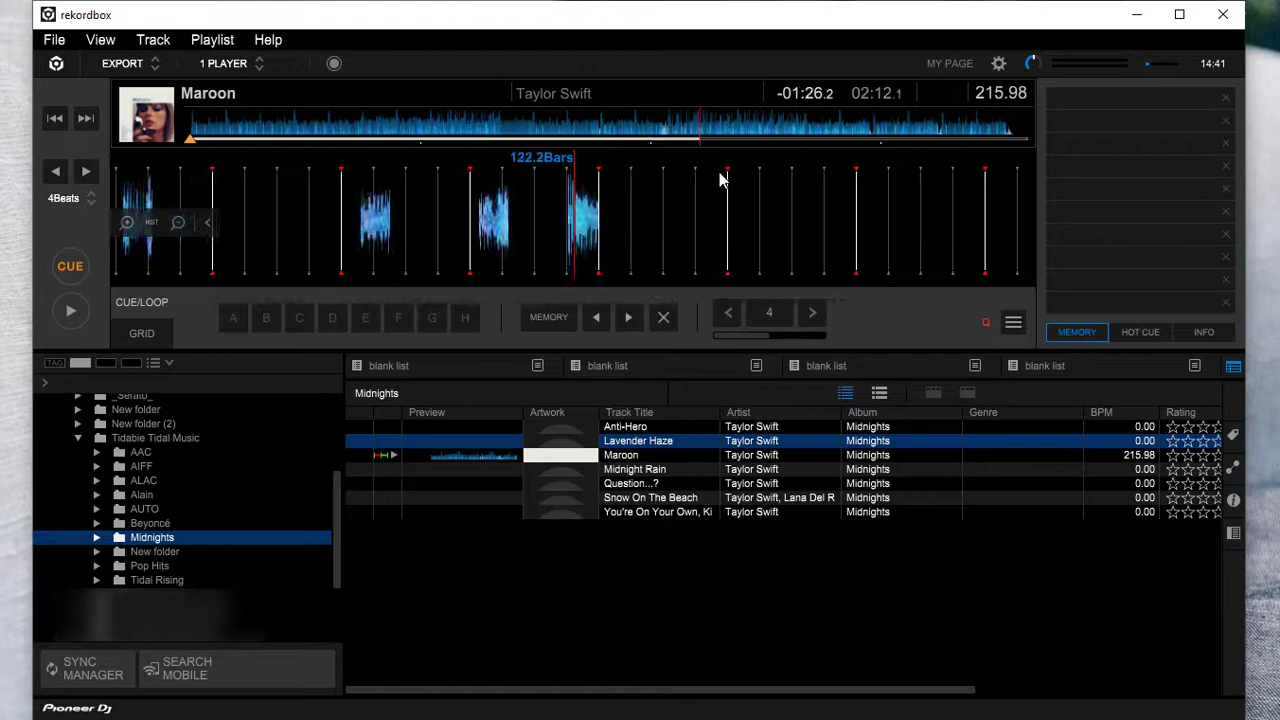 rekordbox
File View Track Playlist Help
EXPORT 1 PLAYER MY PAGE 14:41
Maroon Taylor Swift -01:26.2 02:12.1 215.98
122.2Bars
4Beats
RST
CUE
CUE/LOOP
GRID
A B C D E F G H MEMORY 4
Q
MEMORY HOT CUE INFO
TAG
blank list blank list blank list blank list
Midnights
Preview Artwork Track Title Artist Album Genre BPM Rating
Anti-Hero Taylor Swift Midnights 0.00
Lavender Haze Taylor Swift Midnights 0.00
Maroon Taylor Swift Midnights 215.98
Midnight Rain Taylor Swift Midnights 0.00
Question...? Taylor Swift Midnights 0.00
Snow On The Beach Taylor Swift, Lana Del R Midnights 0.00
You're On Your Own, Ki Taylor Swift Midnights 0.00
_Serato_
New folder
New folder (2)
Tidabie Tidal Music
AAC
AIFF
ALAC
Alain
AUTO
Beyoncé
Midnights
New folder
Pop Hits
Tidal Rising
SYNC
MANAGER
SEARCH
MOBILE
Pioneer Dj